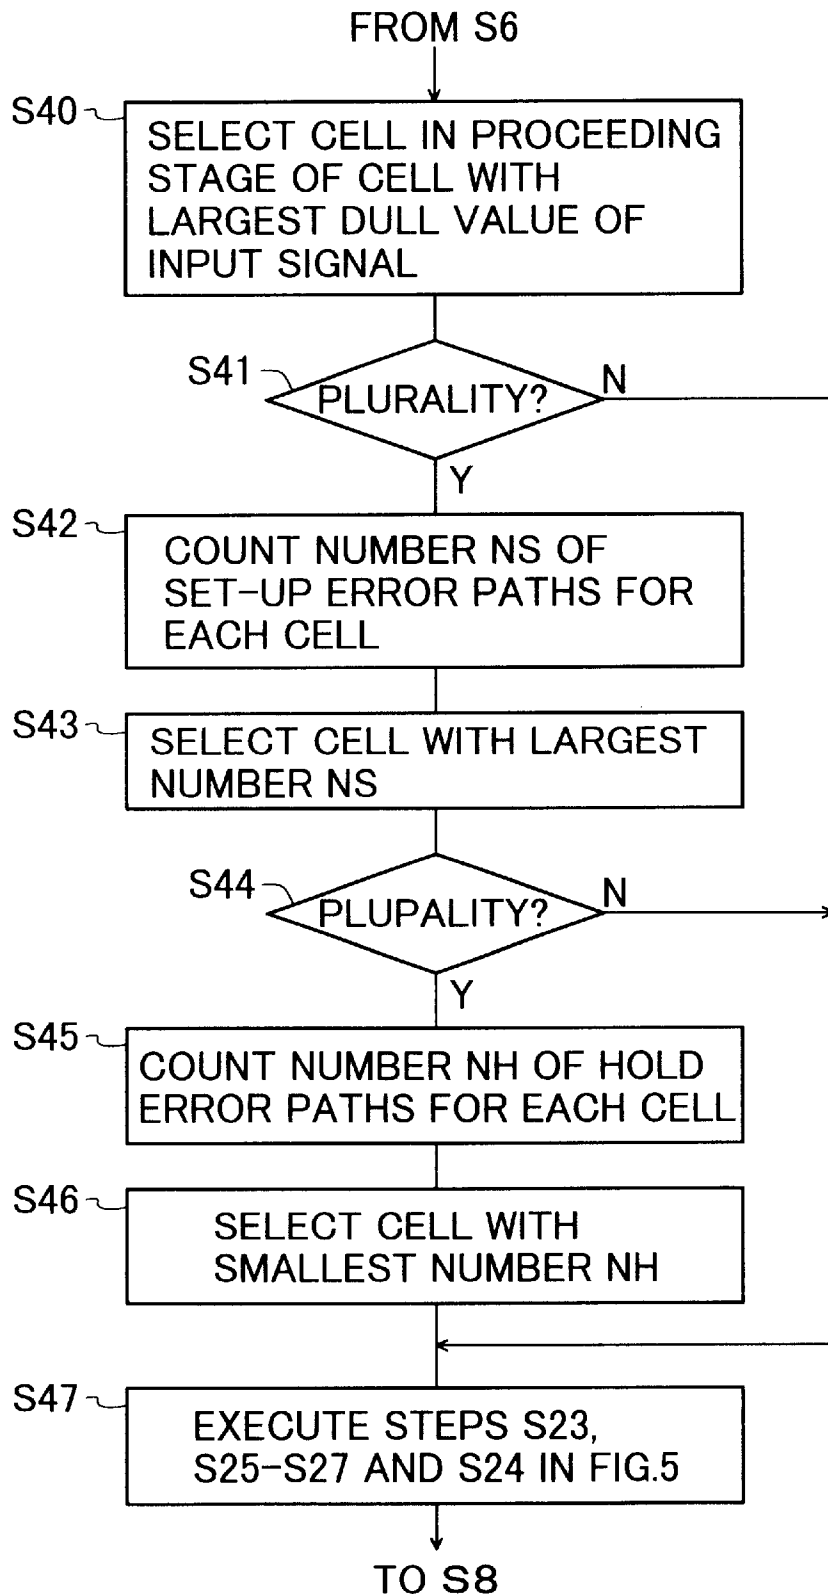 FROM S6
S40
SELECT CELL IN PROCEEDING
STAGE OF CELL WITH
LARGEST DULL VALUE OF
INPUT SIGNAL
S41
PLURALITY?
N
Y
S42
COUNT NUMBER NS OF
SET-UP ERROR PATHS FOR
EACH CELL
S43
SELECT CELL WITH LARGEST
NUMBER NS
S44
PLUPALITY?
N
Y
S45
COUNT NUMBER NH OF HOLD
ERROR PATHS FOR EACH CELL
S46
SELECT CELL WITH
SMALLEST NUMBER NH
S47
EXECUTE STEPS S23,
S25-S27 AND S24 IN FIG.5
TO S8